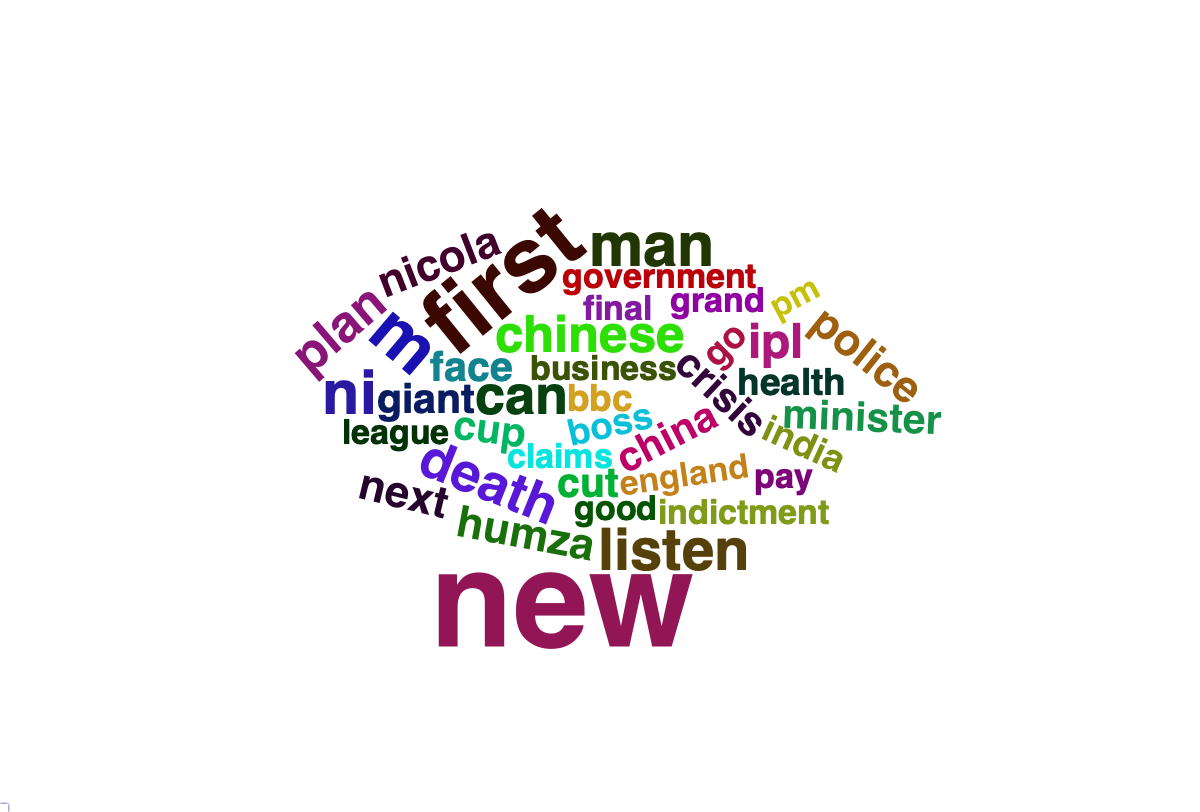 first
man
nicola
government
plan
m
final
grand
pm
chinese
go
ipl
police
face
business
crisis
health
ni
giant
can
bbc
minister
league
cup
boss
china
india
claims
death
cut
england
pay
next
good
indictment
humza
listen
new